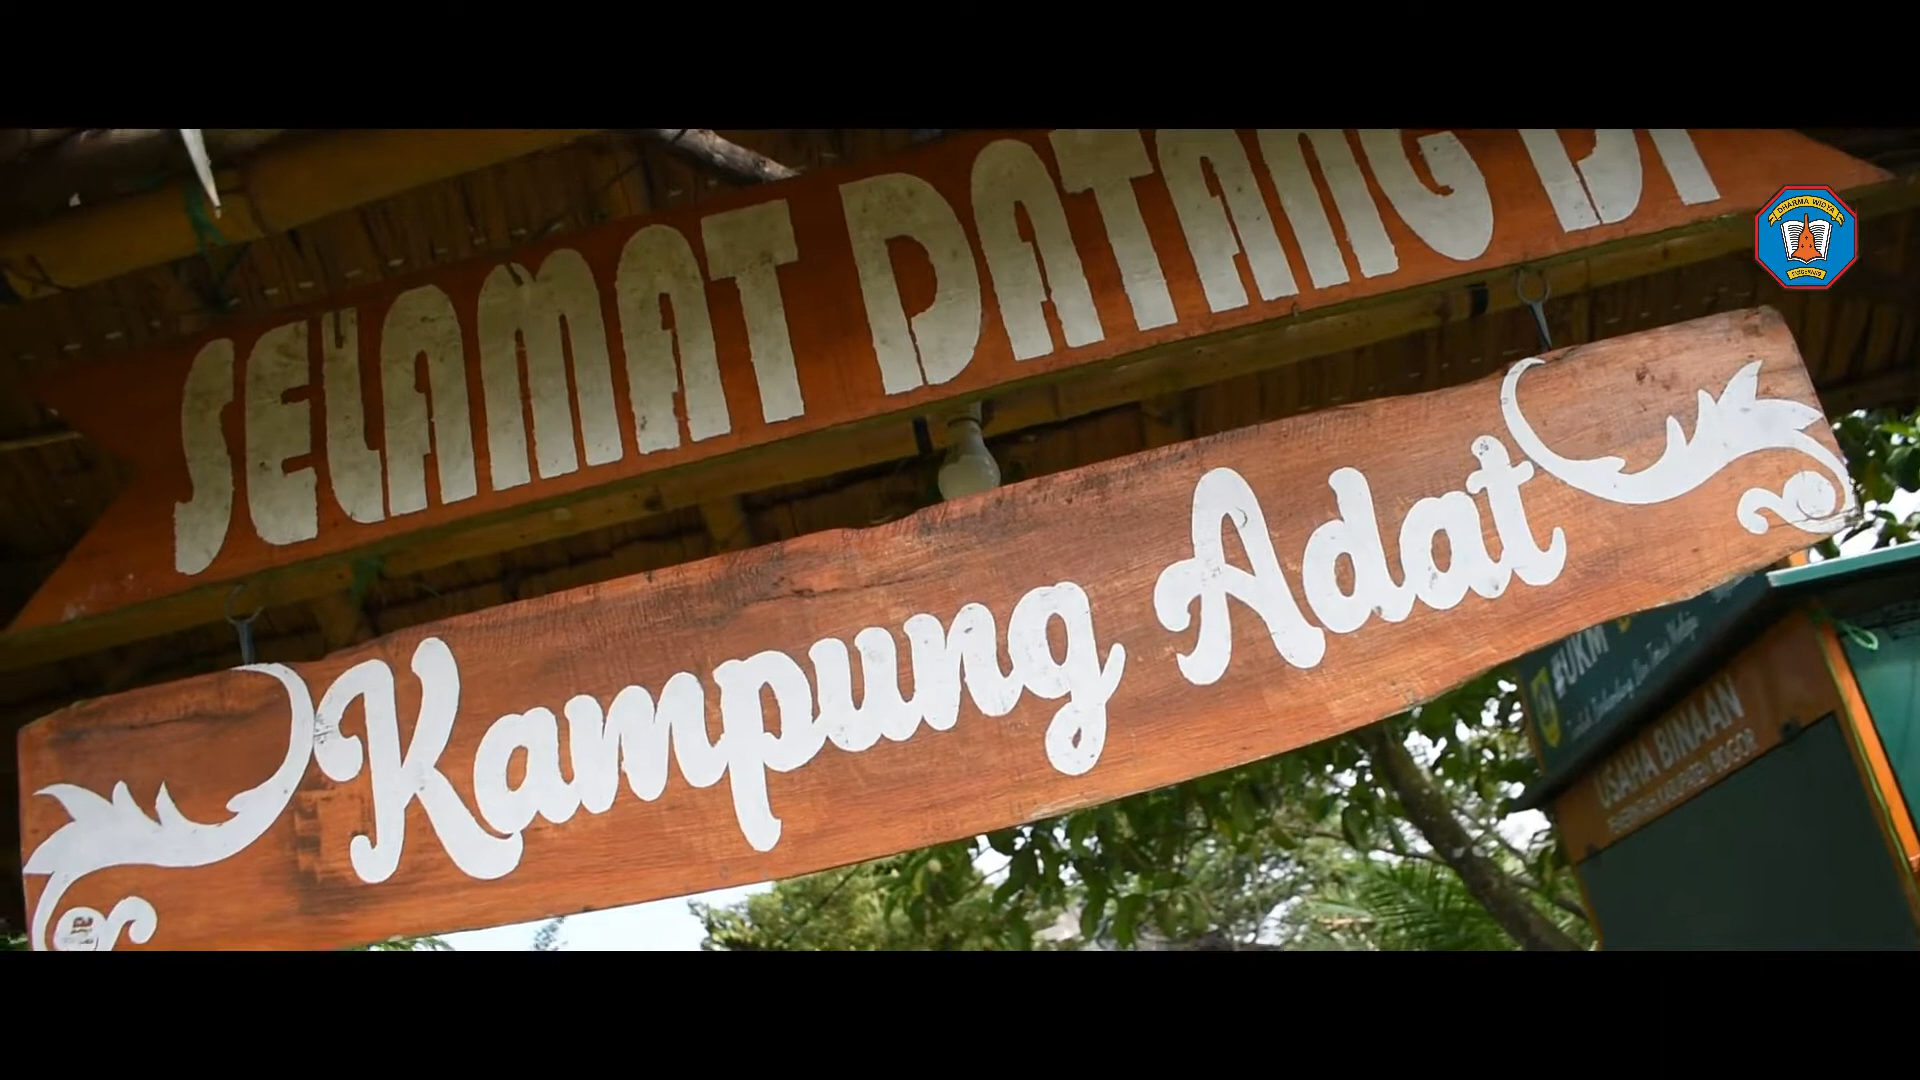 SELAMAT DATANG DI
Kampung Adat
DHARMA WIDYA
#UKM
USAHA BINAAN